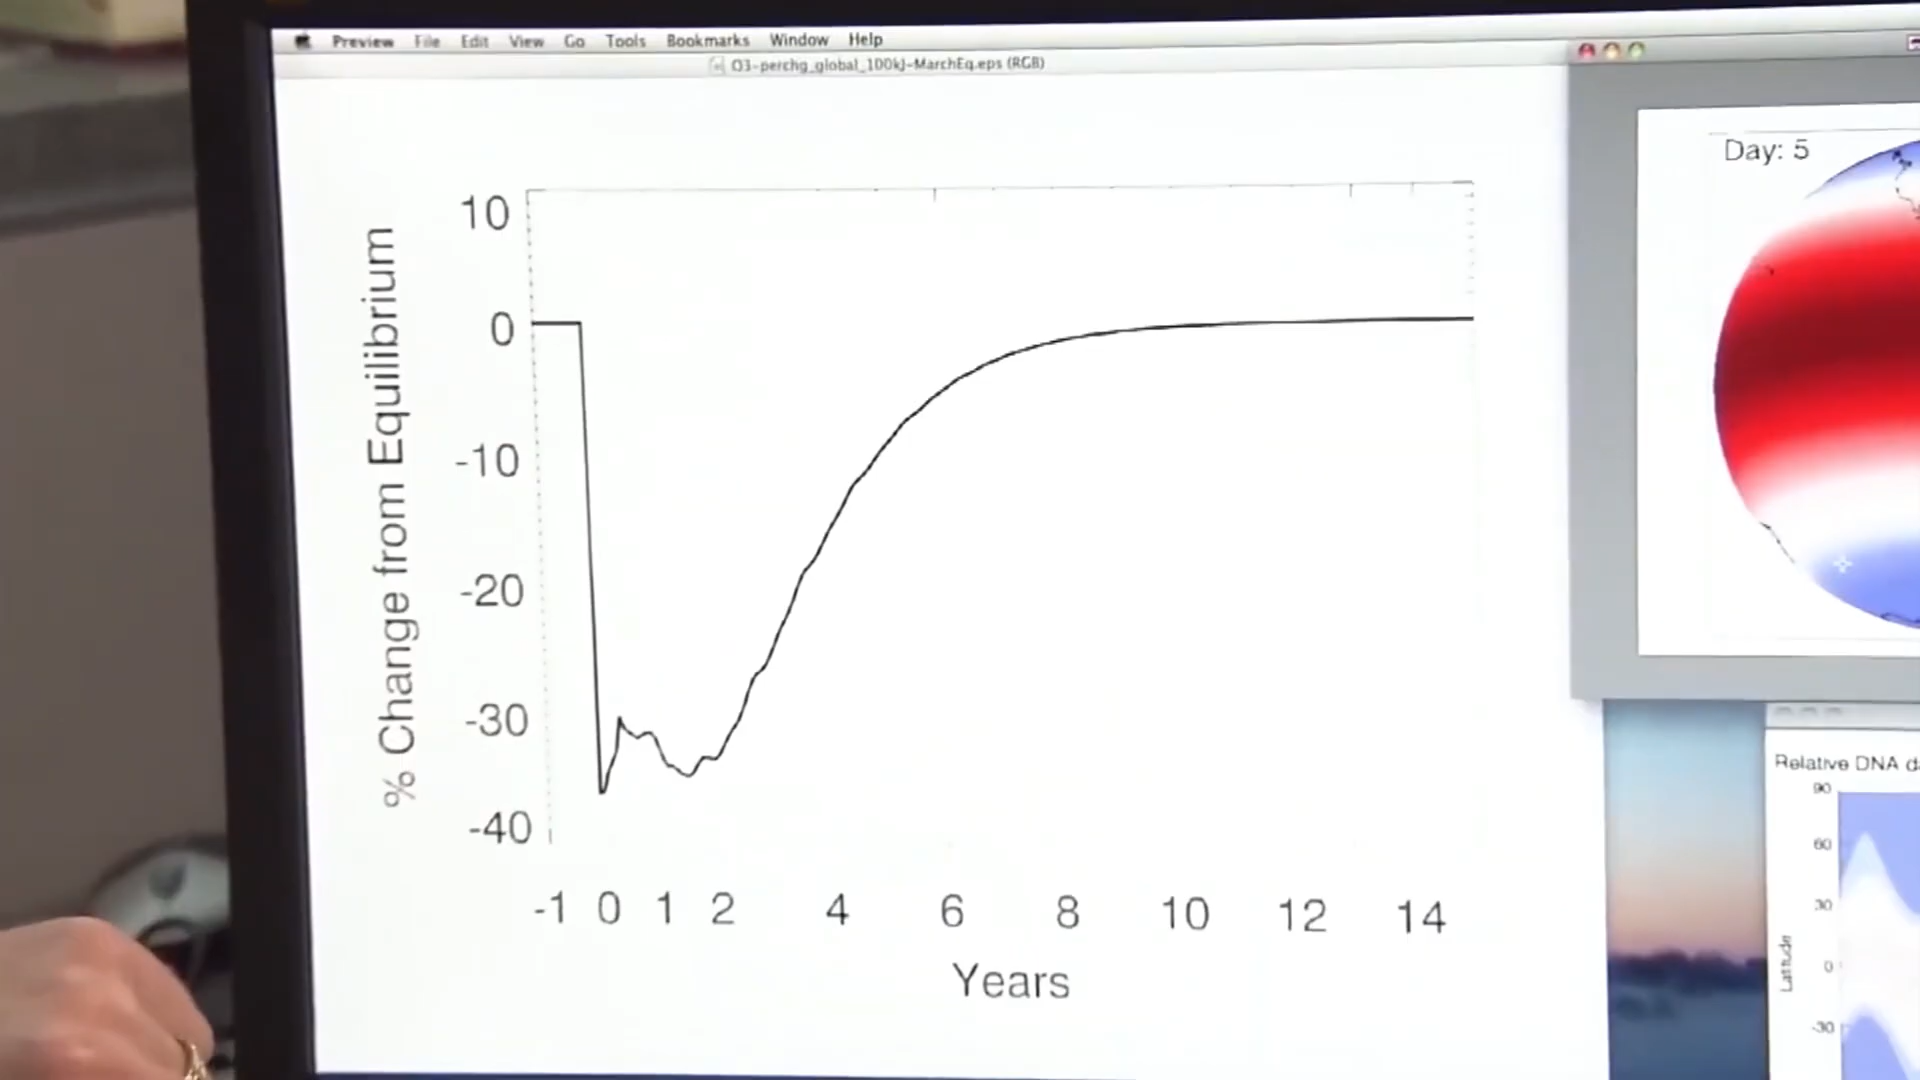 Preview File Edit View Go Tools Bookmarks Window Help
O3-perchg_global_100kJ-MarchEq.eps (RGB)
10
0
-10
-20
-30
-40
% Change from Equilibrium
-1 0 1 2 4 6 8 10 12 14
Years
Day: 5
Relative DNA
90
60
30
0
-30
Latitude